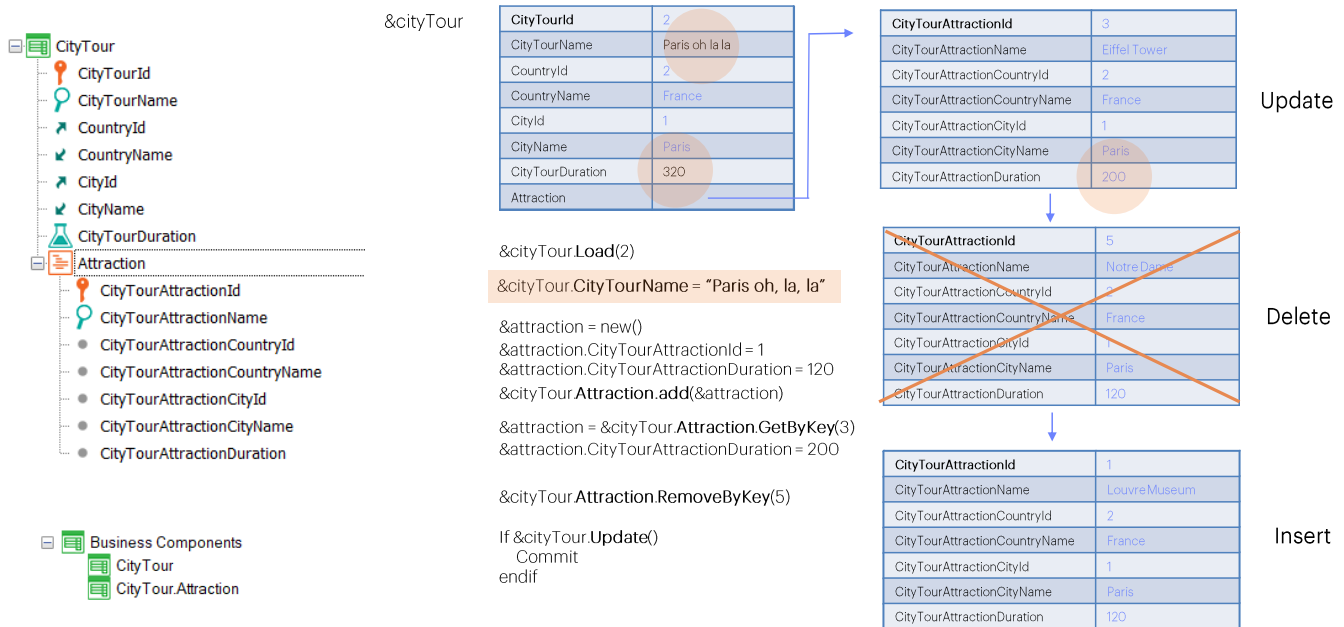 CityTour
CityTourId
CityTourName
CountryId
CountryName
CityId
CityName
CityTourDuration
Attraction
CityTourAttractionId
CityTourAttractionName
CityTourAttractionCountryId
CityTourAttractionCountryName
CityTourAttractionCityId
CityTourAttractionCityName
CityTourAttractionDuration
Business Components
CityTour
CityTour.Attraction
&cityTour
CityTourId 2
CityTourName Paris oh la la
CountryId 2
CountryName France
CityId 1
CityName Paris
CityTourDuration 320
Attraction
&cityTour.Load(2)
&cityTour.CityTourName = “Paris oh, la, la”
&attraction = new()
&attraction.CityTourAttractionId = 1
&attraction.CityTourAttractionDuration = 120
&cityTour.Attraction.add(&attraction)
&attraction = &cityTour.Attraction.GetByKey(3)
&attraction.CityTourAttractionDuration = 200
&cityTour.Attraction.RemoveByKey(5)
If &cityTour.Update()
Commit
endif
CityTourAttractionId 3
CityTourAttractionName Eiffel Tower
CityTourAttractionCountryId 2
CityTourAttractionCountryName France
CityTourAttractionCityId 1
CityTourAttractionCityName Paris
CityTourAttractionDuration 200
Update
CityTourAttractionId 5
CityTourAttractionName Notre Dame
CityTourAttractionCountryId 2
CityTourAttractionCountryName France
CityTourAttractionCityId 1
CityTourAttractionCityName Paris
CityTourAttractionDuration 120
Delete
CityTourAttractionId 1
CityTourAttractionName Louvre Museum
CityTourAttractionCountryId 2
CityTourAttractionCountryName France
CityTourAttractionCityId 1
CityTourAttractionCityName Paris
CityTourAttractionDuration 120
Insert